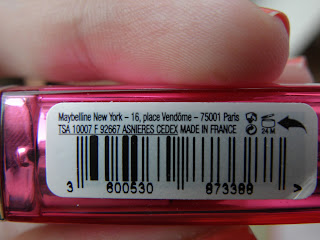 Maybelline New York – 16, place Vendôme – 75001 Paris
TSA 10007 F 92667 ASNIERES CEDEX MADE IN FRANCE
3 600530 873388 >